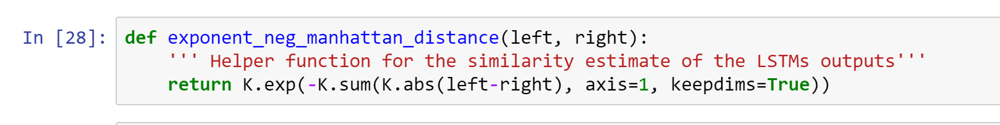 In [28]: def exponent_neg_manhattan_distance(left, right):
''' Helper function for the similarity estimate of the LSTMs outputs'''
return K.exp(-K.sum(K.abs(left-right), axis=1, keepdims=True))